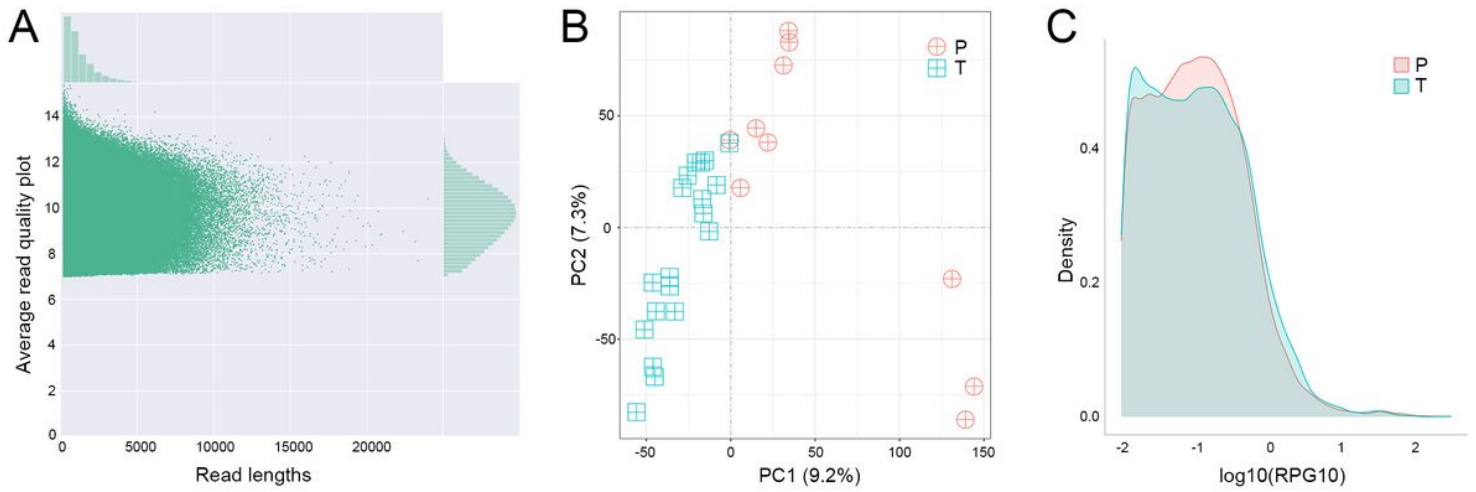 A
Average read quality plot
14
12
10
8
6
4
2
0
0 5000 10000 15000 20000
Read lengths
B
P
T
PC2 (7.3%)
50
0
-50
-50 0 50 100 150
PC1 (9.2%)
C
P
T
Density
0.4
0.2
0.0
-2 -1 0 1 2
log10(RPG10)